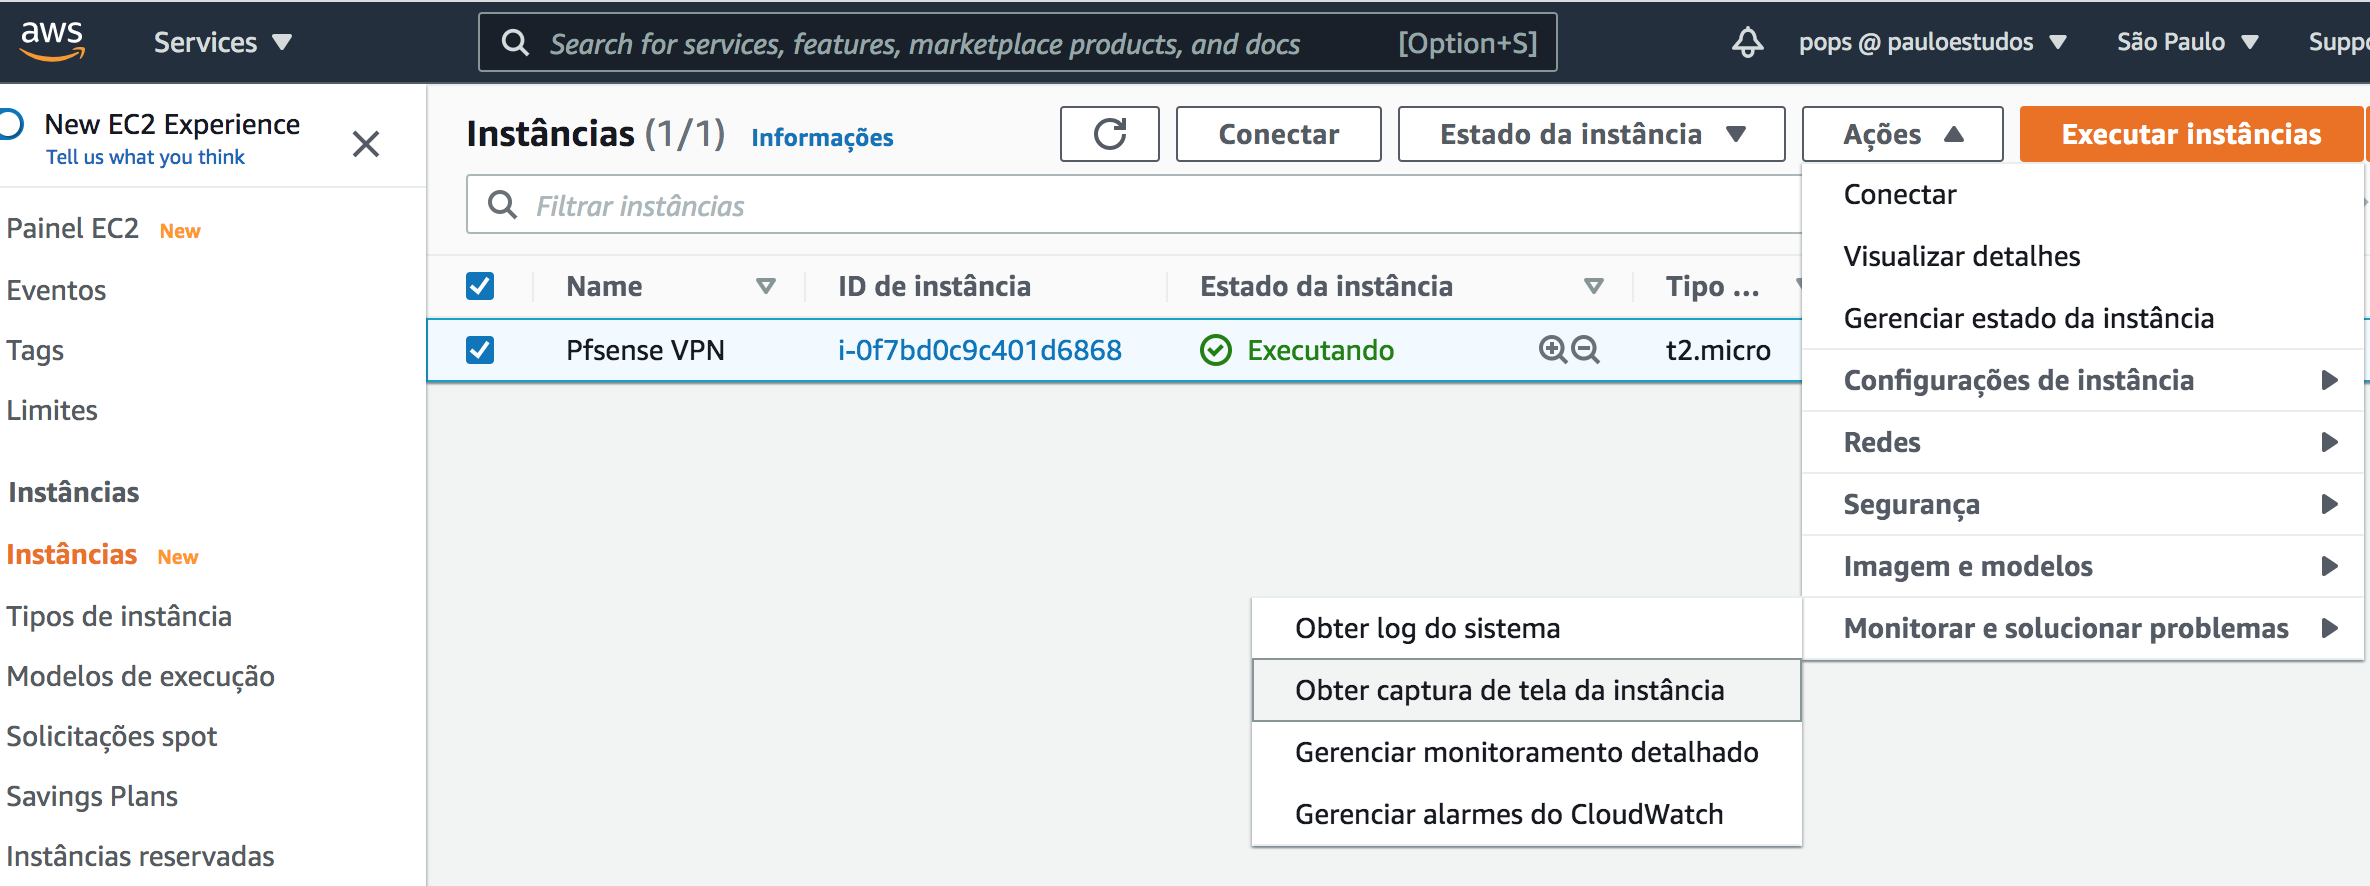 aws
Services
Search for services, features, marketplace products, and docs [Option+S]
pops @ pauloestudos
São Paulo
New EC2 Experience
Tell us what you think
Painel EC2 New
Eventos
Tags
Limites
Instâncias
Instâncias New
Tipos de instância
Modelos de execução
Solicitações spot
Savings Plans
Instâncias reservadas
Instâncias (1/1) Informações
Conectar
Estado da instância
Ações
Executar instâncias
Filtrar instâncias
Name ID de instância Estado da instância Tipo ...
Pfsense VPN i-0f7bd0c9c401d6868 Executando t2.micro
Conectar
Visualizar detalhes
Gerenciar estado da instância
Configurações de instância
Redes
Segurança
Imagem e modelos
Monitorar e solucionar problemas
Obter log do sistema
Obter captura de tela da instância
Gerenciar monitoramento detalhado
Gerenciar alarmes do CloudWatch